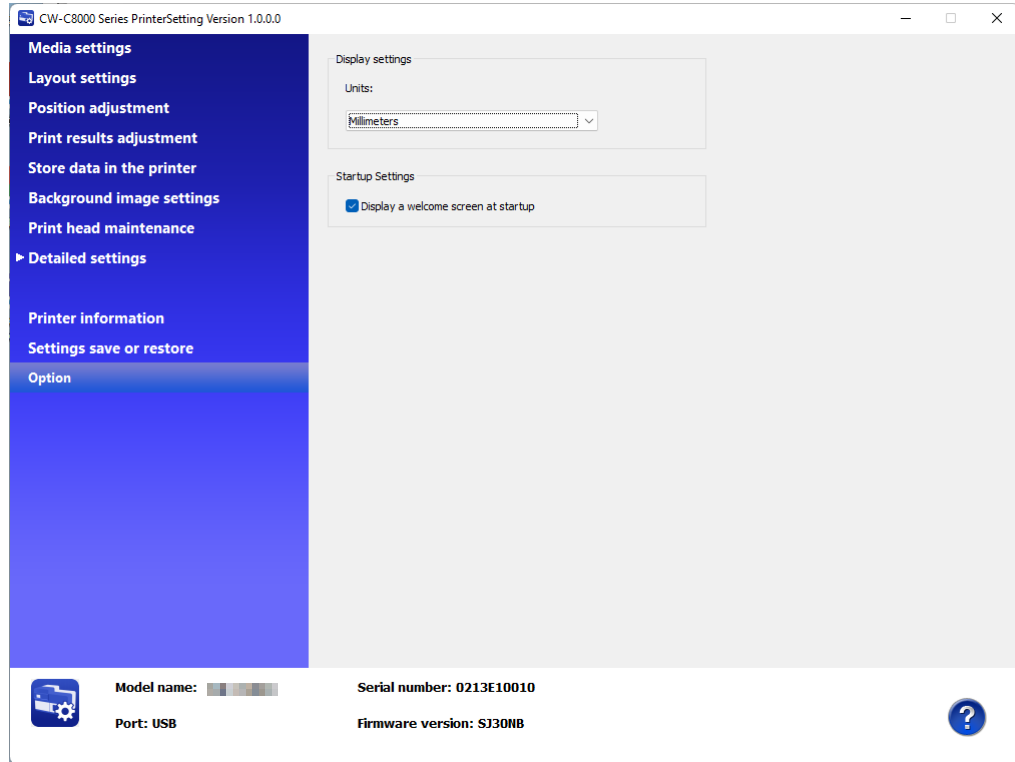 CW-C8000 Series PrinterSetting Version 1.0.0.0
Media settings
Layout settings
Position adjustment
Print results adjustment
Store data in the printer
Background image settings
Print head maintenance
Detailed settings
Printer information
Settings save or restore
Option
Display settings
Units:
Millimeters
Startup Settings
Display a welcome screen at startup
Model name:
Serial number: 0213E10010
Port: USB
Firmware version: SJ30NB
?